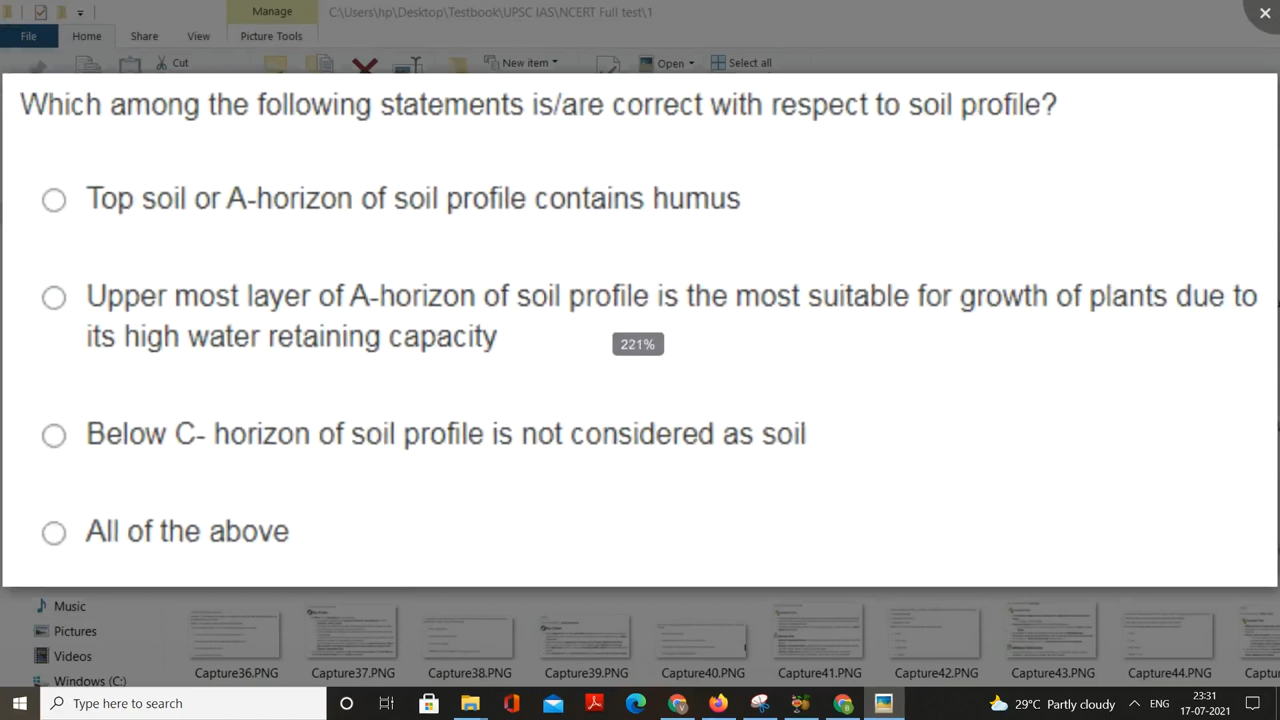 Manage
C:\Users\hp\Desktop\Testbook\UPSC IAS\NCERT Full test\1
File
Home
Share
View
Picture Tools
Cut
New item
Open
Select all
Which among the following statements is/are correct with respect to soil profile?
Top soil or A-horizon of soil profile contains humus
Upper most layer of A-horizon of soil profile is the most suitable for growth of plants due to
its high water retaining capacity
221%
Below C- horizon of soil profile is not considered as soil
All of the above
Music
Pictures
Videos
Windows (C:)
Capture36.PNG
Capture37.PNG
Capture38.PNG
Capture39.PNG
Capture40.PNG
Capture41.PNG
Capture42.PNG
Capture43.PNG
Capture44.PNG
Captur
Type here to search
29°C Partly cloudy
ENG
23:31
17-07-2021